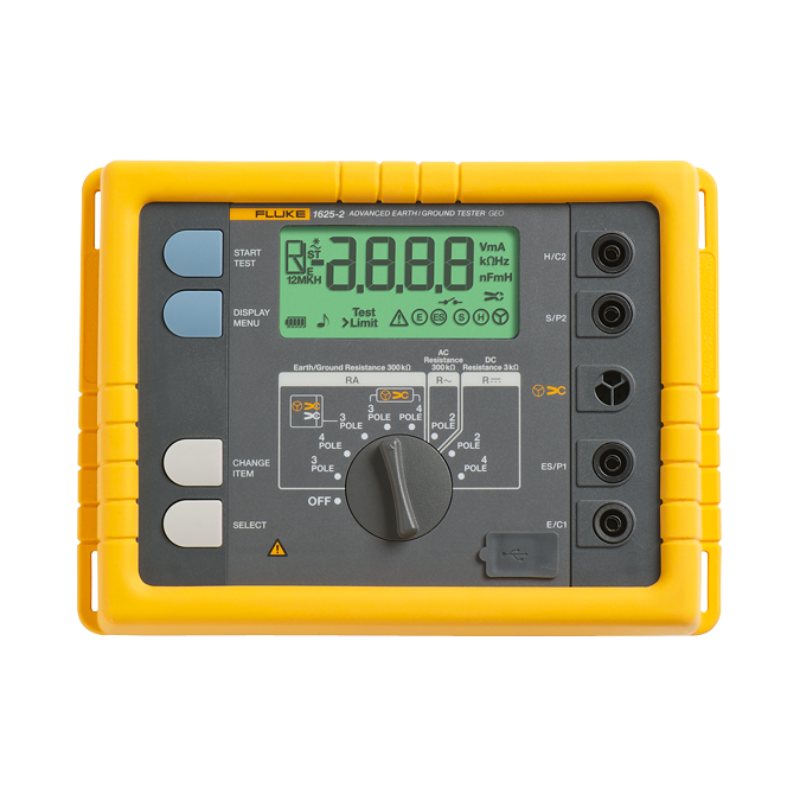 FLUKE 1625-2 ADVANCED EARTH/GROUND TESTER GEO
START
TEST
DISPLAY
MENU
CHANGE
ITEM
SELECT
ST
E
12MKH
-8.8.8.8
VmA
kΩHz
nFmH
Test
>Limit
E ES S H
Earth/Ground Resistance 300 kΩ
RA
AC
Resistance
300 kΩ
R~
DC
Resistance 3 kΩ
R
3
POLE
4
POLE
3
POLE
3
POLE
4
POLE
2
POLE
2
POLE
4
POLE
OFF
H/C2
S/P2
ES/P1
E/C1